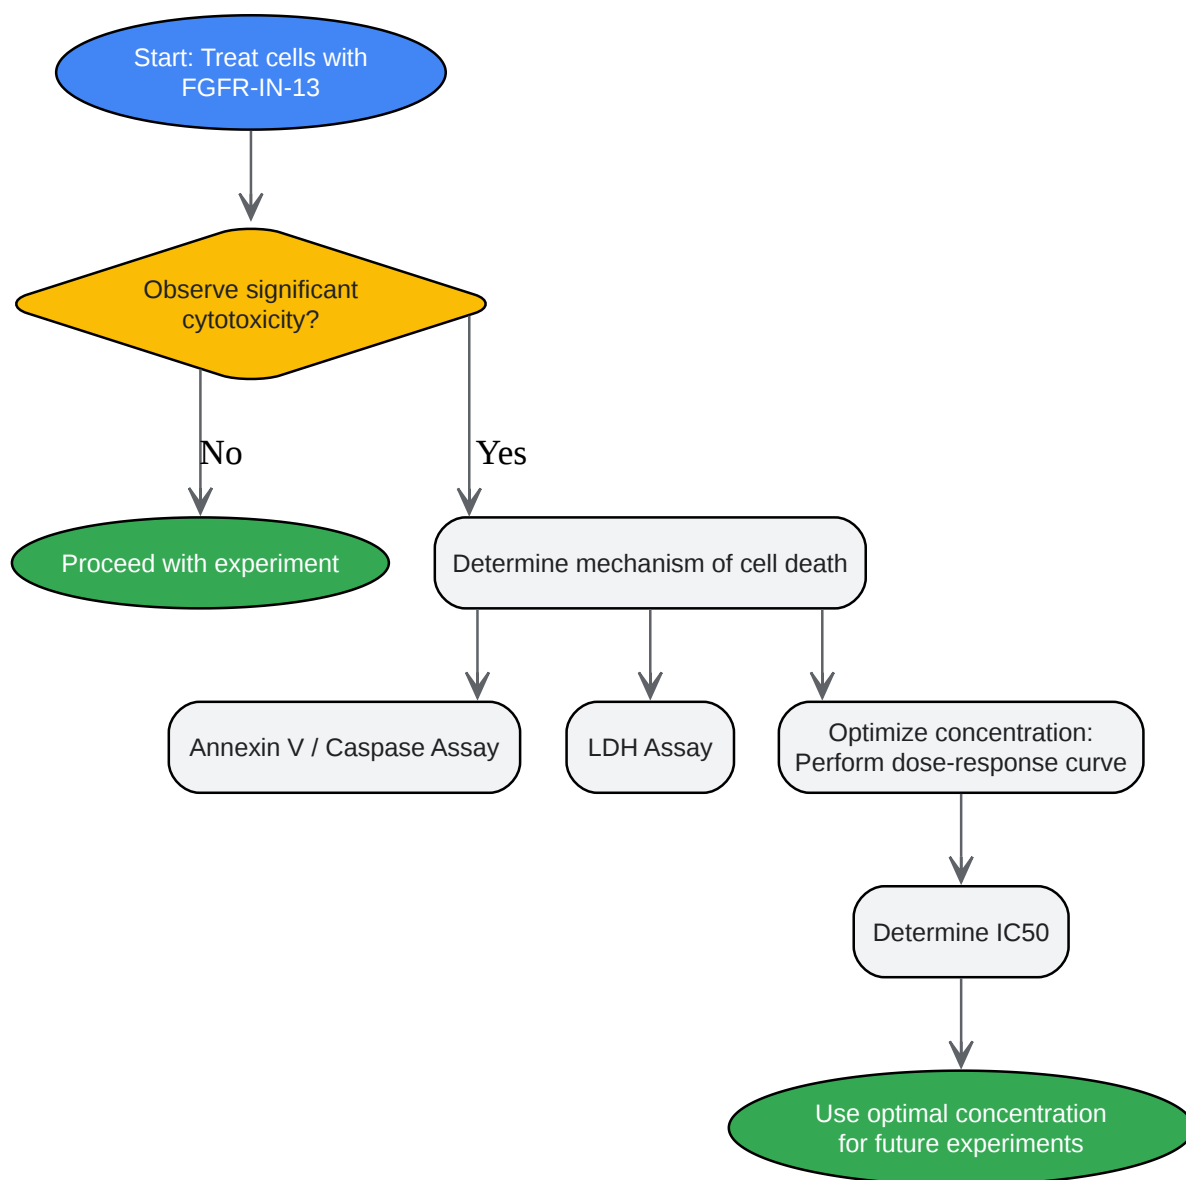 Start: Treat cells with
FGFR-IN-13
Observe significant
cytotoxicity?
No
Yes
Proceed with experiment
Determine mechanism of cell death
Annexin V / Caspase Assay
LDH Assay
Optimize concentration:
Perform dose-response curve
Determine IC50
Use optimal concentration
for future experiments